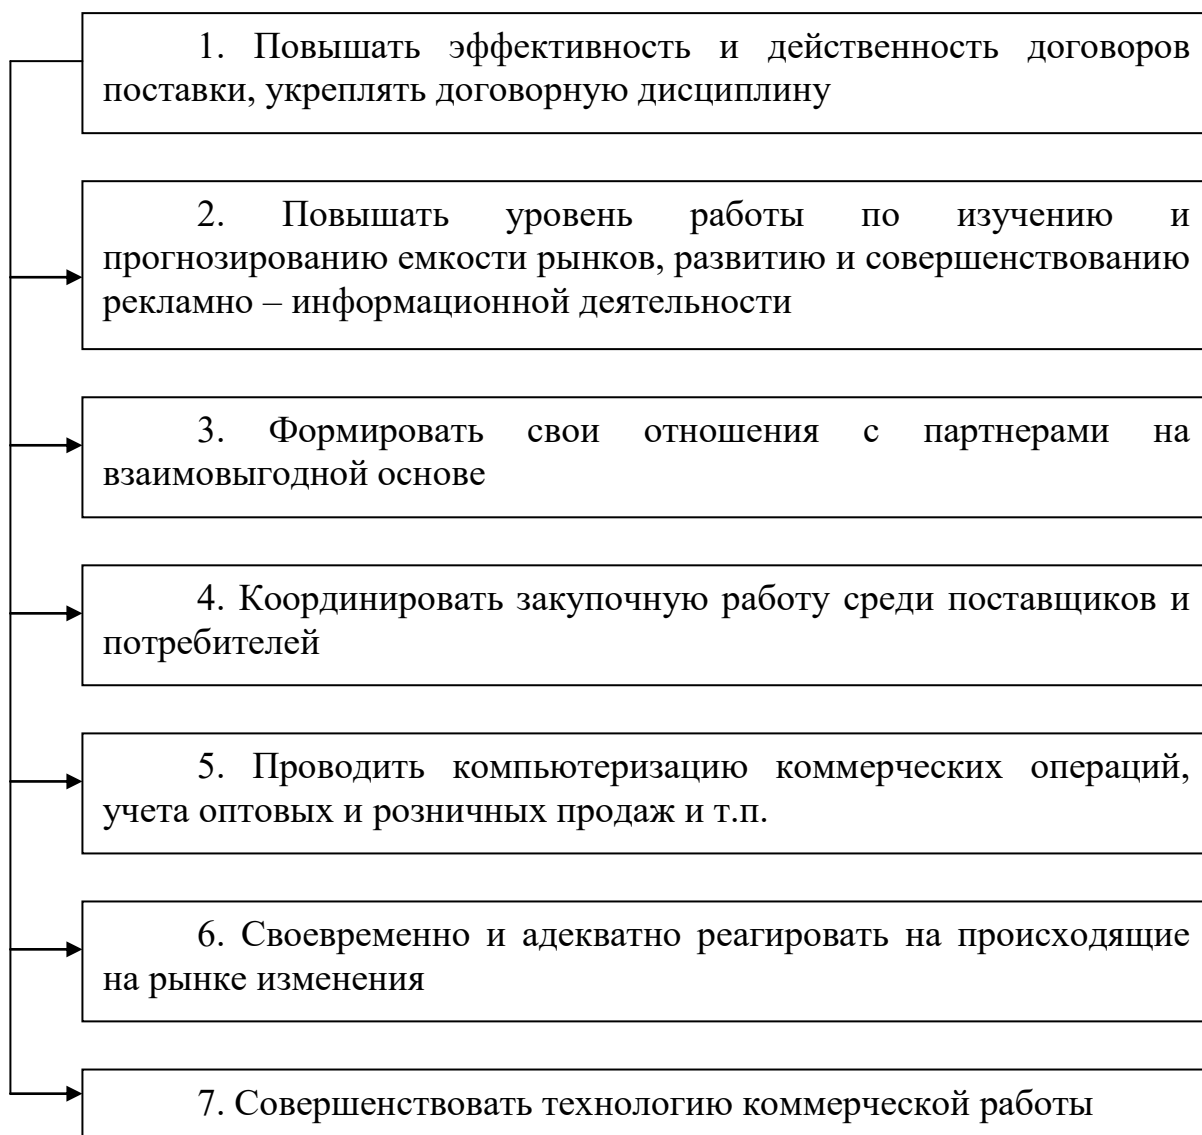 1. Повышать эффективность и действенность договоров
поставки, укреплять договорную дисциплину
2. Повышать уровень работы по изучению и
прогнозированию емкости рынков, развитию и совершенствованию
рекламно – информационной деятельности
3. Формировать свои отношения с партнерами на
взаимовыгодной основе
4. Координировать закупочную работу среди поставщиков и
потребителей
5. Проводить компьютеризацию коммерческих операций,
учета оптовых и розничных продаж и т.п.
6. Своевременно и адекватно реагировать на происходящие
на рынке изменения
7. Совершенствовать технологию коммерческой работы